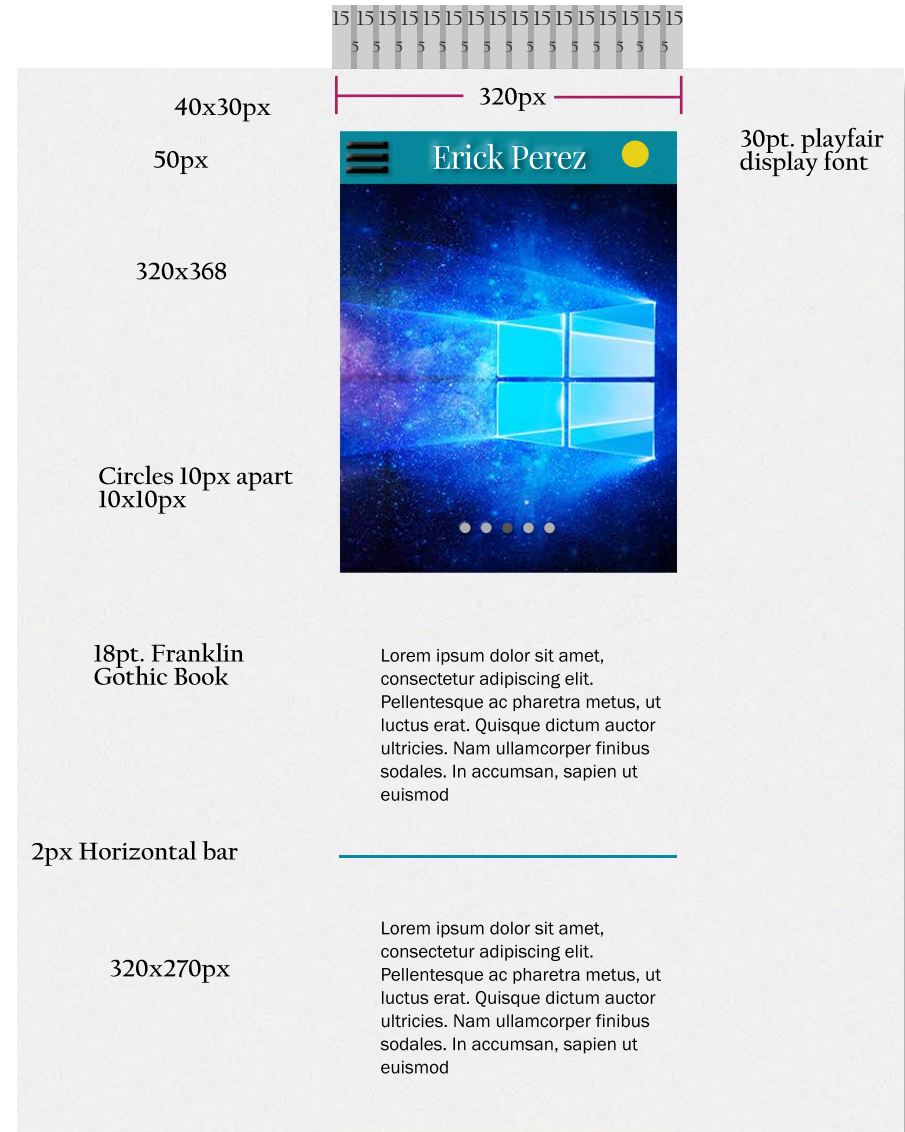 15 15 15 15 15 15 15 15 15 15 15 15 15 15 15 15
5 5 5 5 5 5 5 5 5 5 5 5 5 5 5
320px
40x30px
50px
Erick Perez
30pt. playfair
display font
320x368
Circles 10px apart
10x10px
18pt. Franklin
Gothic Book
Lorem ipsum dolor sit amet,
consectetur adipiscing elit.
Pellentesque ac pharetra metus, ut
luctus erat. Quisque dictum auctor
ultricies. Nam ullamcorper finibus
sodales. In accumsan, sapien ut
euismod
2px Horizontal bar
320x270px
Lorem ipsum dolor sit amet,
consectetur adipiscing elit.
Pellentesque ac pharetra metus, ut
luctus erat. Quisque dictum auctor
ultricies. Nam ullamcorper finibus
sodales. In accumsan, sapien ut
euismod